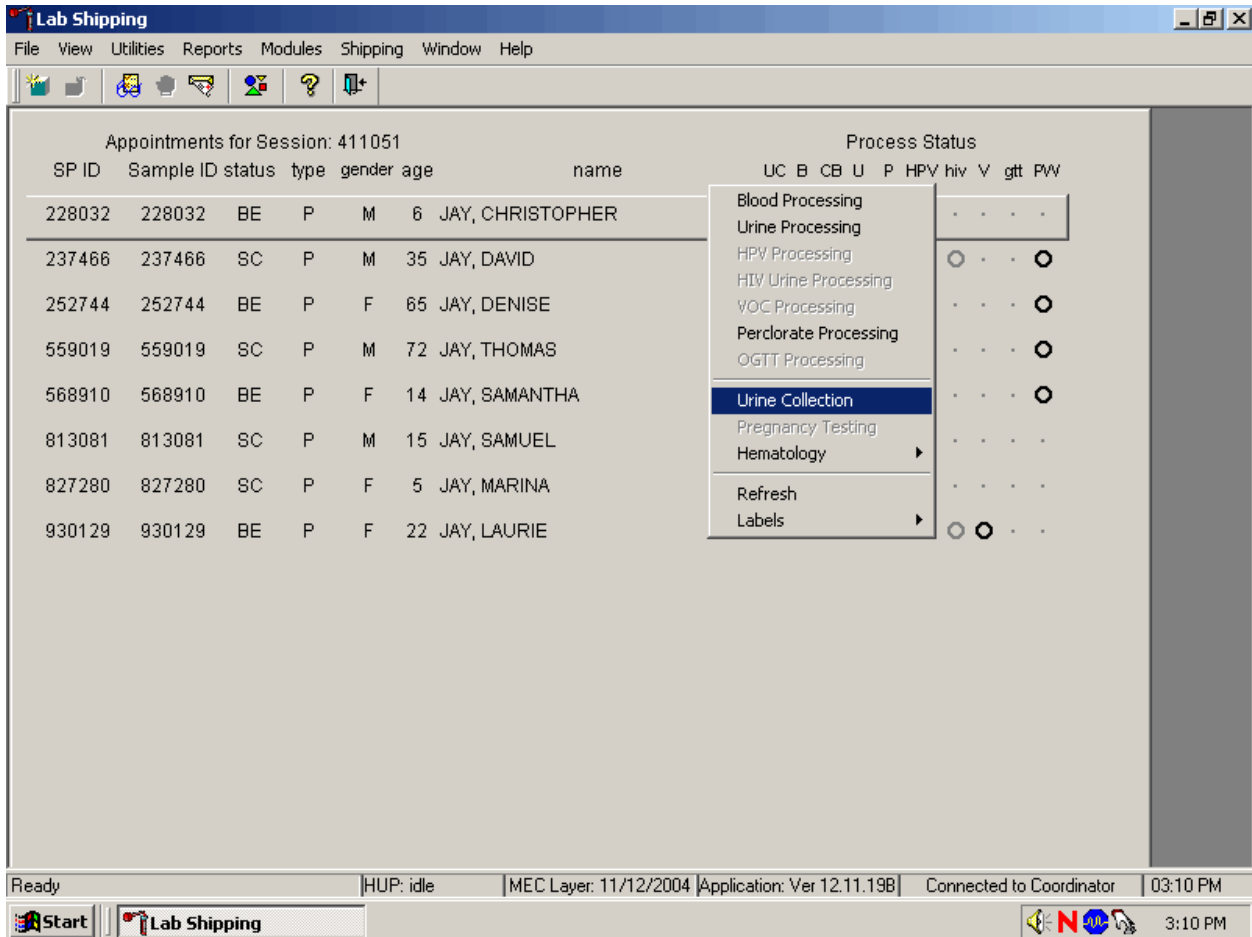 Lab Shipping
File View Utilities Reports Modules Shipping Window Help
Appointments for Session: 411051 Process Status
SP ID Sample ID status type gender age name UC B CB U P HPV hiv V gtt PW
228032 228032 BE P M 6 JAY, CHRISTOPHER
237466 237466 SC P M 35 JAY, DAVID
252744 252744 BE P F 65 JAY, DENISE
559019 559019 SC P M 72 JAY, THOMAS
568910 568910 BE P F 14 JAY, SAMANTHA
813081 813081 SC P M 15 JAY, SAMUEL
827280 827280 SC P F 5 JAY, MARINA
930129 930129 BE P F 22 JAY, LAURIE
Blood Processing
Urine Processing
HPV Processing
HIV Urine Processing
VOC Processing
Perclorate Processing
OGTT Processing
Urine Collection
Pregnancy Testing
Hematology
Refresh
Labels
Ready HUP: idle MEC Layer: 11/12/2004 Application: Ver 12.11.19B Connected to Coordinator 03:10 PM
Start Lab Shipping N 3:10 PM